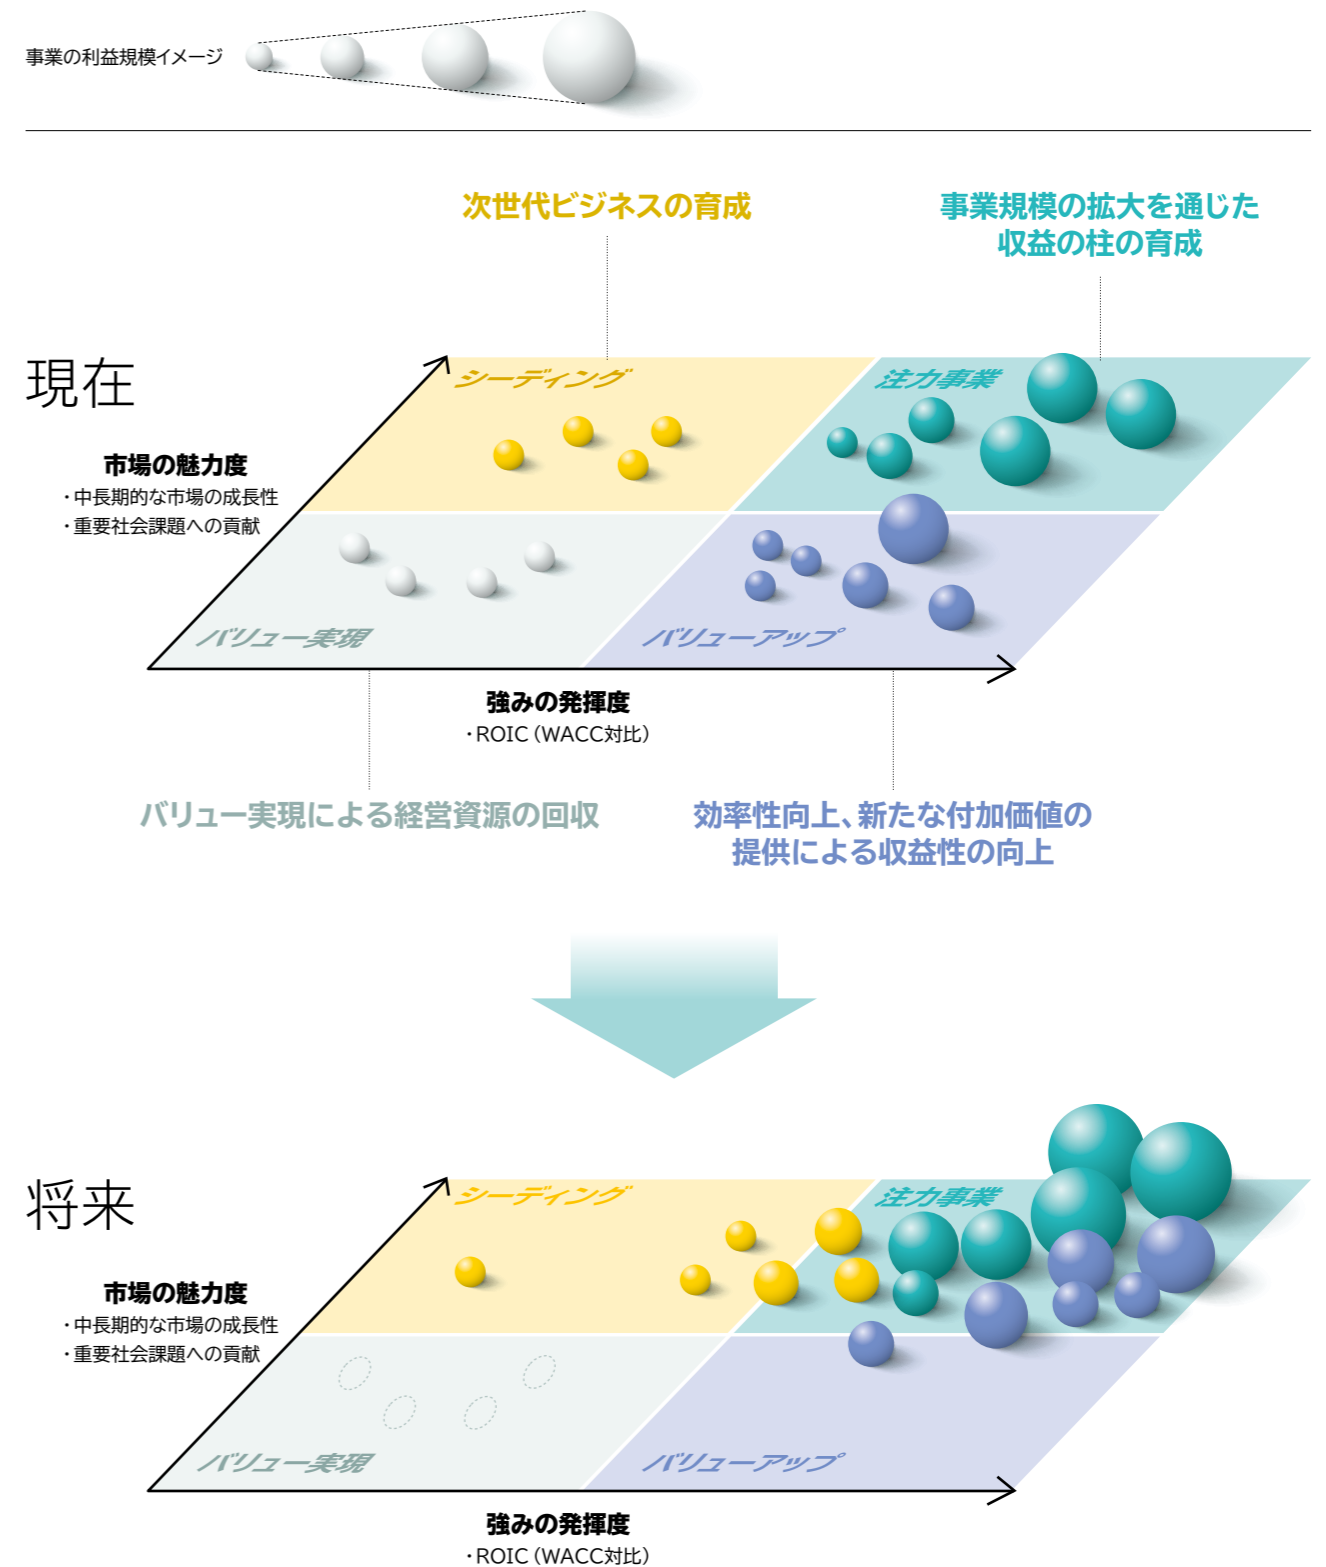 事業の利益規模イメージ
次世代ビジネスの育成
事業規模の拡大を通じた
収益の柱の育成
現在
シーディング
注力事業
市場の魅力度
・中長期的な市場の成長性
・重要社会課題への貢献
バリュー実現
バリューアップ
強みの発揮度
・ROIC（WACC対比）
バリュー実現による経営資源の回収
効率性向上、新たな付加価値の
提供による収益性の向上
将来
シーディング
注力事業
市場の魅力度
・中長期的な市場の成長性
・重要社会課題への貢献
バリュー実現
バリューアップ
強みの発揮度
・ROIC（WACC対比）